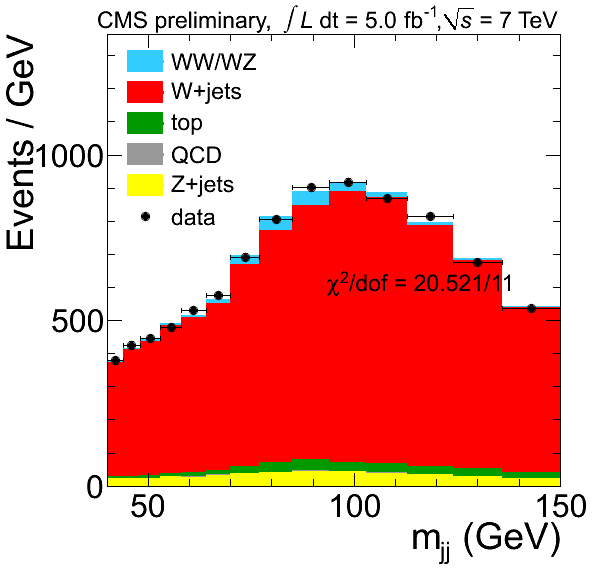 CMS preliminary, ∫L dt = 5.0 fb⁻¹,√s = 7 TeV
Events / GeV
WW/WZ
W+jets
top
QCD
Z+jets
data
χ²/dof = 20.521/11
1000
500
0
50 100 150
m_jj (GeV)